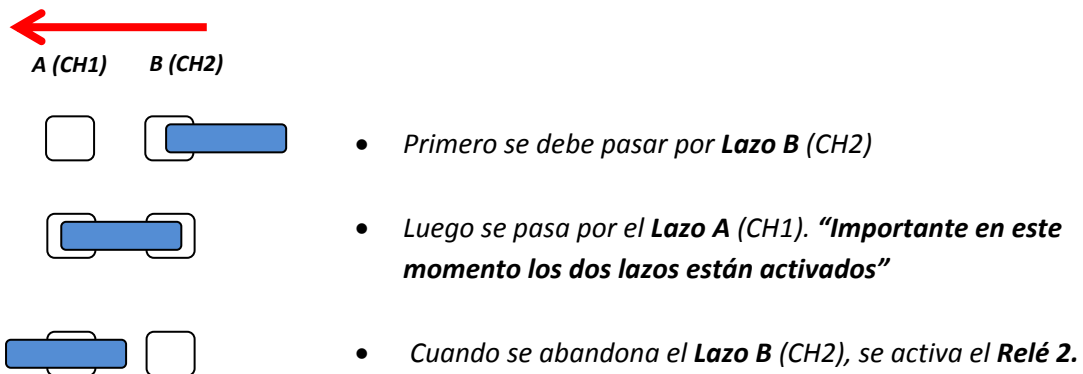 A (CH1) B (CH2)
• Primero se debe pasar por Lazo B (CH2)
• Luego se pasa por el Lazo A (CH1). “Importante en este
momento los dos lazos están activados”
• Cuando se abandona el Lazo B (CH2), se activa el Relé 2.